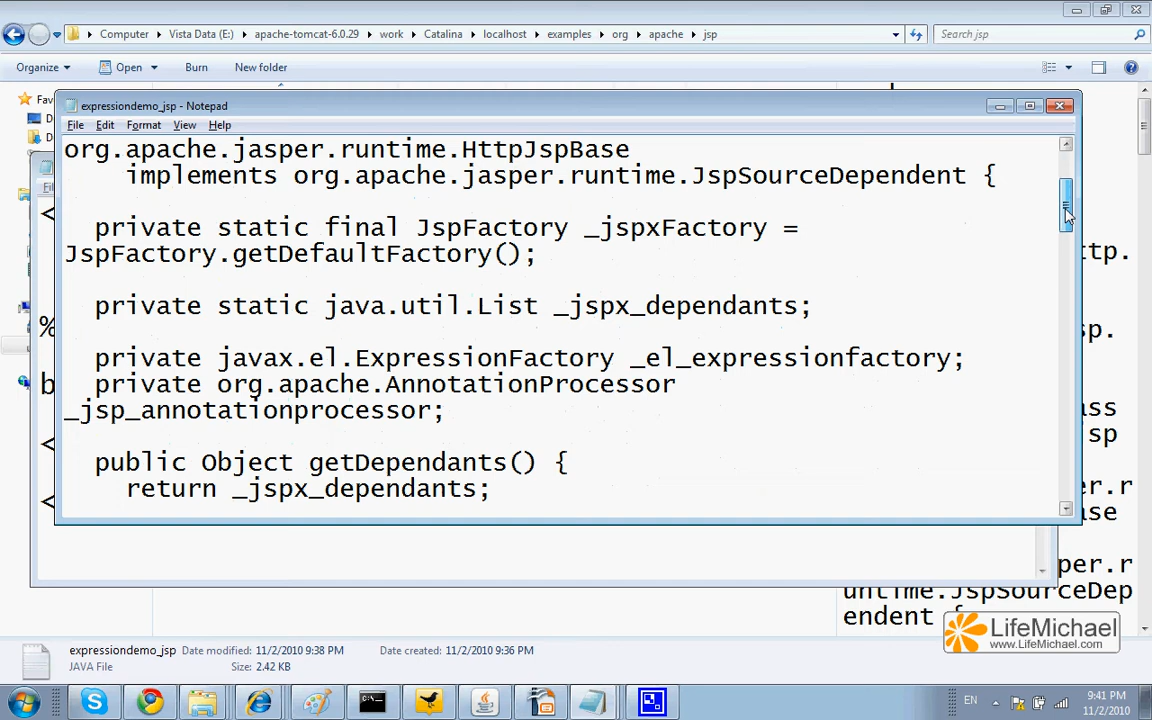 Computer Vista Data (E:) apache-tomcat-6.0.29 work Catalina localhost examples org apache jsp
Search jsp
Organize Open Burn New folder
Fav
D
D
expressiondemo_jsp - Notepad
File Edit Format View Help
org.apache.jasper.runtime.HttpJspBase
implements org.apache.jasper.runtime.JspSourceDependent {
private static final JspFactory _jspxFactory =
JspFactory.getDefaultFactory();
private static java.util.List _jspx_dependants;
private javax.el.ExpressionFactory _el_expressionfactory;
private org.apache.AnnotationProcessor
_jsp_annotationprocessor;
public Object getDependants() {
return _jspx_dependants;
Fil
<
%
b
<
<
ttp.
sp.
ass
sp
er.r
ase
per.r
untime.JspSourceDep
endent {
LifeMichael
www.LifeMichael.com
expressiondemo_jsp Date modified: 11/2/2010 9:38 PM Date created: 11/2/2010 9:36 PM
JAVA File Size: 2.42 KB
EN
9:41 PM
11/2/2010